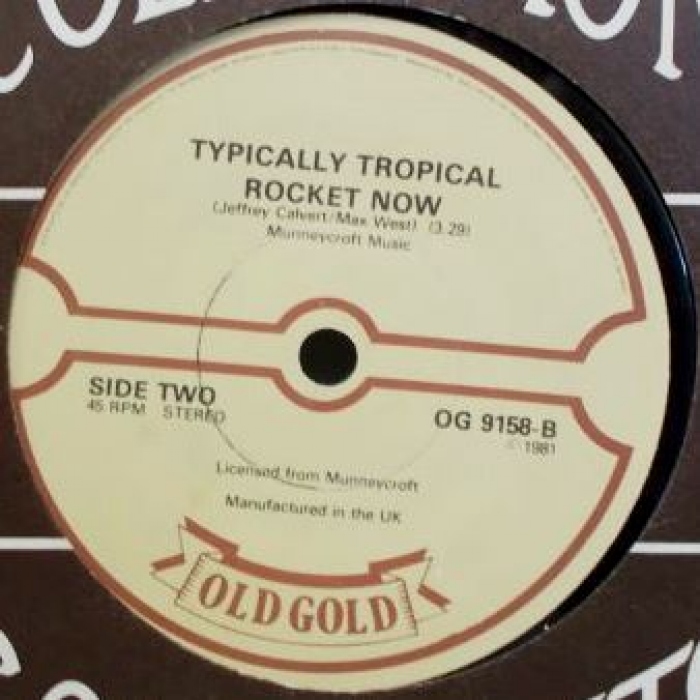 TYPICALLY TROPICAL
ROCKET NOW
(Jeffrey Calvert/Max West) (3.29)
Munneycroft Music
SIDE TWO
45 RPM STEREO
OG 9158-B
1981
Licensed from Munneycroft
Manufactured in the UK
OLD GOLD